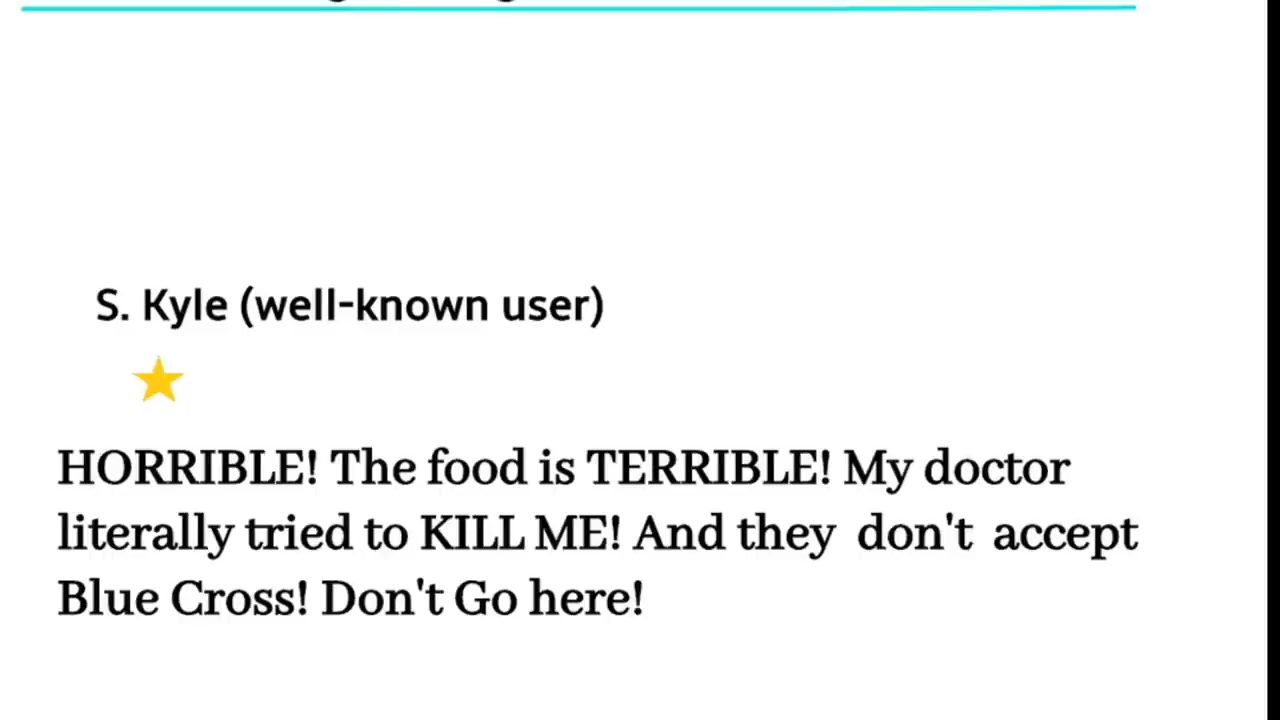 S. Kyle (well-known user)
HORRIBLE! The food is TERRIBLE! My doctor
literally tried to KILL ME! And they don't accept
Blue Cross! Don't Go here!